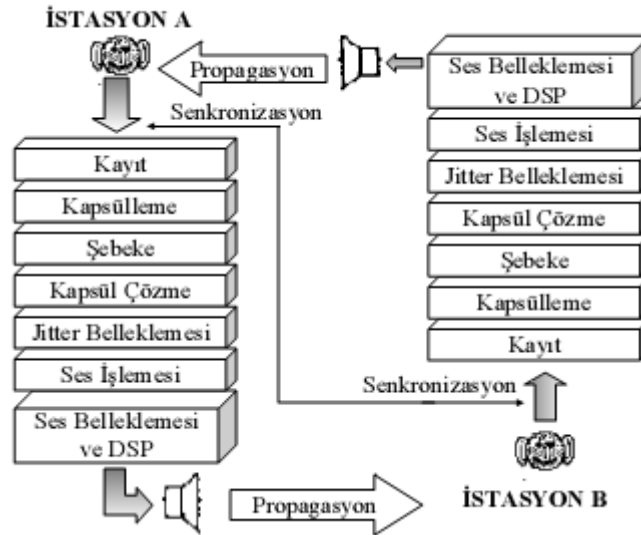 İSTASYON A
Propagasyon
Senkronizasyon
Kayıt
Kapsülleme
Şebeke
Kapsül Çözme
Jitter Belleklemesi
Ses İşlemesi
Ses Belleklemesi
ve DSP
Propagasyon
Ses Belleklemesi
ve DSP
Ses İşlemesi
Jitter Belleklemesi
Kapsül Çözme
Şebeke
Kapsülleme
Kayıt
Senkronizasyon
İSTASYON B